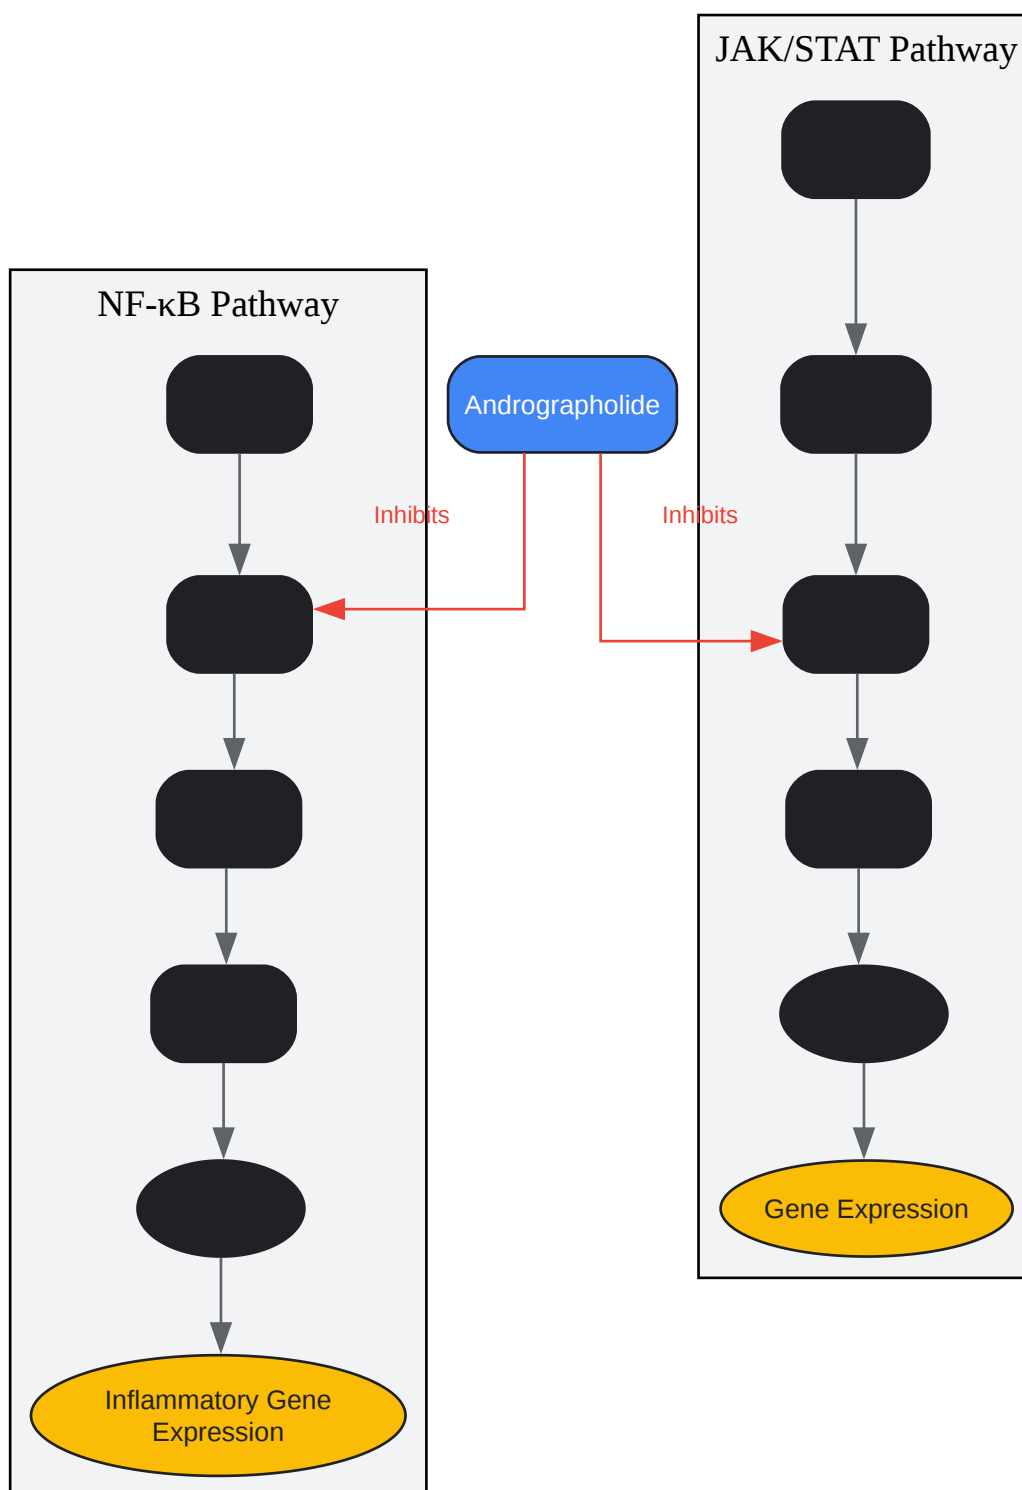 JAK/STAT Pathway
NF-κB Pathway
Andrographolide
Inhibits
Inhibits
Gene Expression
Inflammatory Gene
Expression